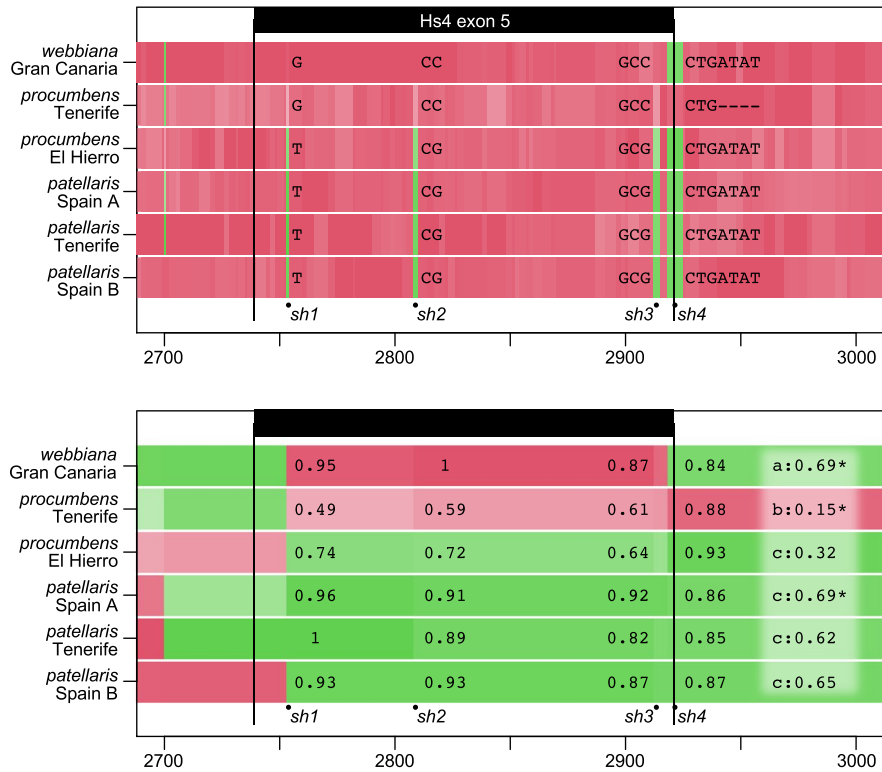 Hs4 exon 5
webbiana
Gran Canaria
G CC GCC CTGATAT
procumbens
Tenerife
G CC GCC CTG----
procumbens
El Hierro
T CG GCG CTGATAT
patellaris
Spain A
T CG GCG CTGATAT
patellaris
Tenerife
T CG GCG CTGATAT
patellaris
Spain B
T CG GCG CTGATAT
sh1 sh2 sh3 sh4
2700 2800 2900 3000
webbiana
Gran Canaria
0.95 1 0.87 0.84 a:0.69*
procumbens
Tenerife
0.49 0.59 0.61 0.88 b:0.15*
procumbens
El Hierro
0.74 0.72 0.64 0.93 c:0.32
patellaris
Spain A
0.96 0.91 0.92 0.86 c:0.69*
patellaris
Tenerife
1 0.89 0.82 0.85 c:0.62
patellaris
Spain B
0.93 0.93 0.87 0.87 c:0.65
sh1 sh2 sh3 sh4
2700 2800 2900 3000